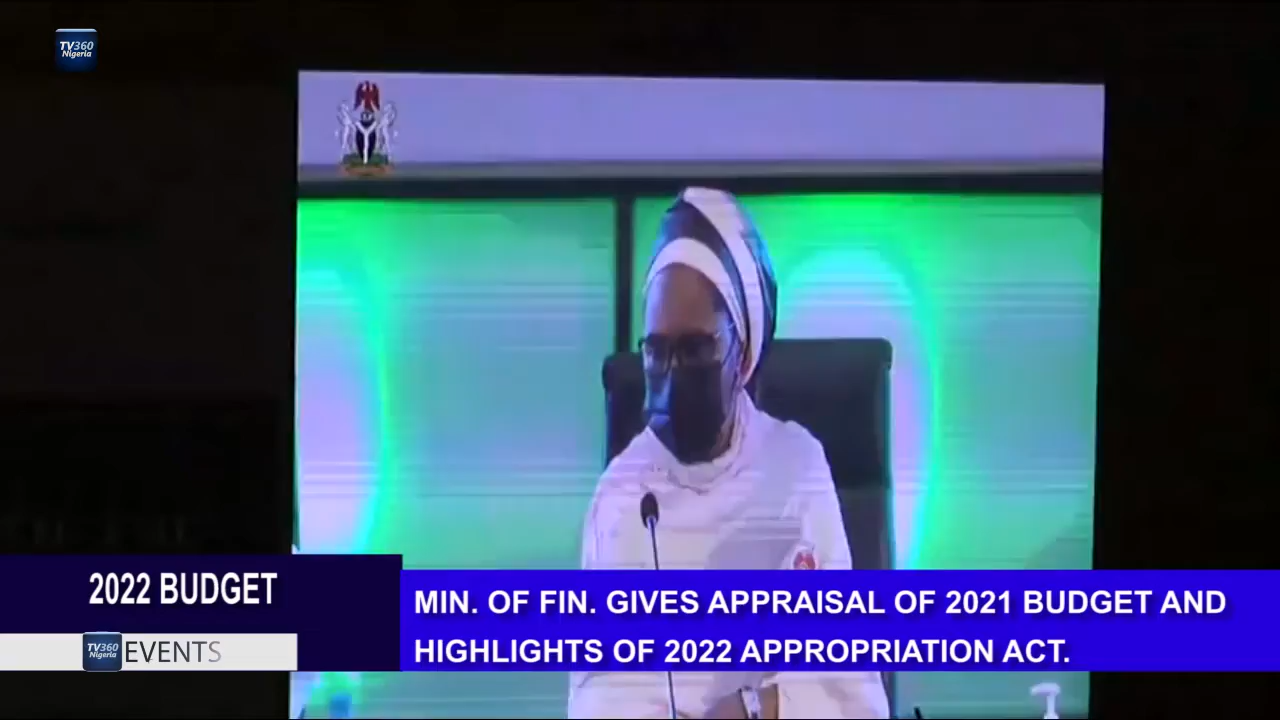 TV360
Nigeria
2022 BUDGET
TV360
Nigeria
EVENTS
MIN. OF FIN. GIVES APPRAISAL OF 2021 BUDGET AND
HIGHLIGHTS OF 2022 APPROPRIATION ACT.